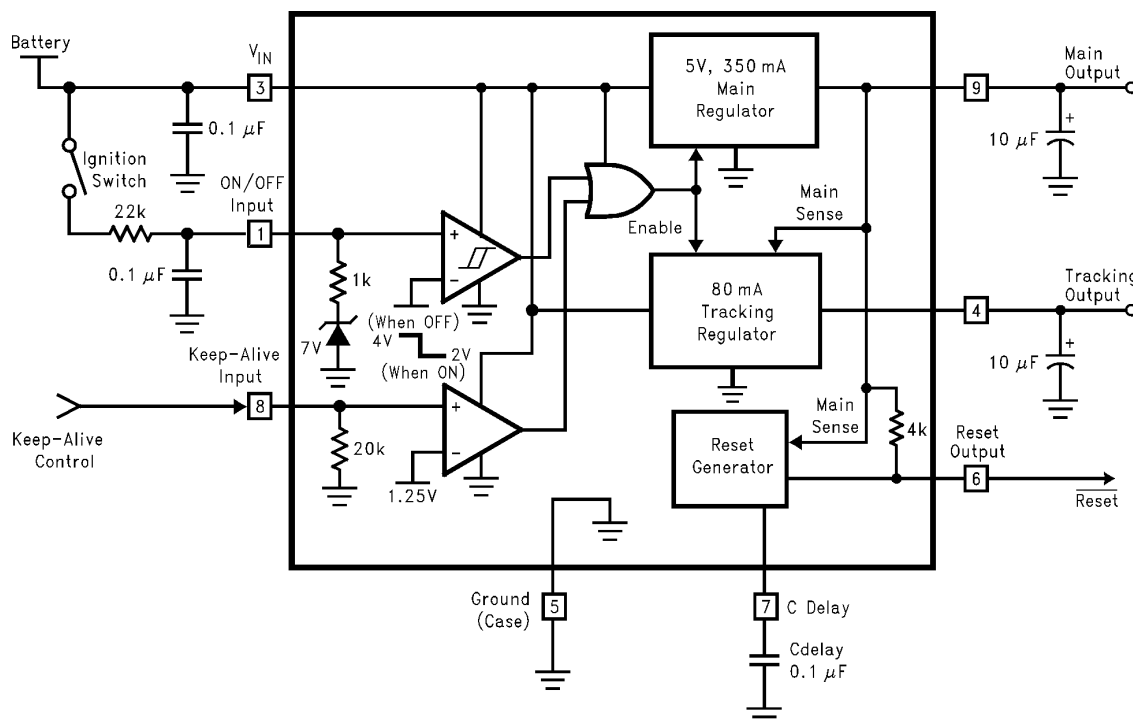 Battery
V_IN
3
0.1 μF
Ignition
Switch
ON/OFF
Input
22k
1
0.1 μF
1k
7V
+
−
(When OFF)
4V
2V
(When ON)
Keep-Alive
Input
8
Keep-Alive
Control
20k
+
−
1.25V
5V, 350 mA
Main
Regulator
Enable
Main
Sense
80 mA
Tracking
Regulator
Main
Sense
4k
Reset
Generator
9
Main
Output
+
10 μF
4
Tracking
Output
+
10 μF
Reset
Output
6
Reset
Ground
(Case)
5
7
C Delay
Cdelay
0.1 μF